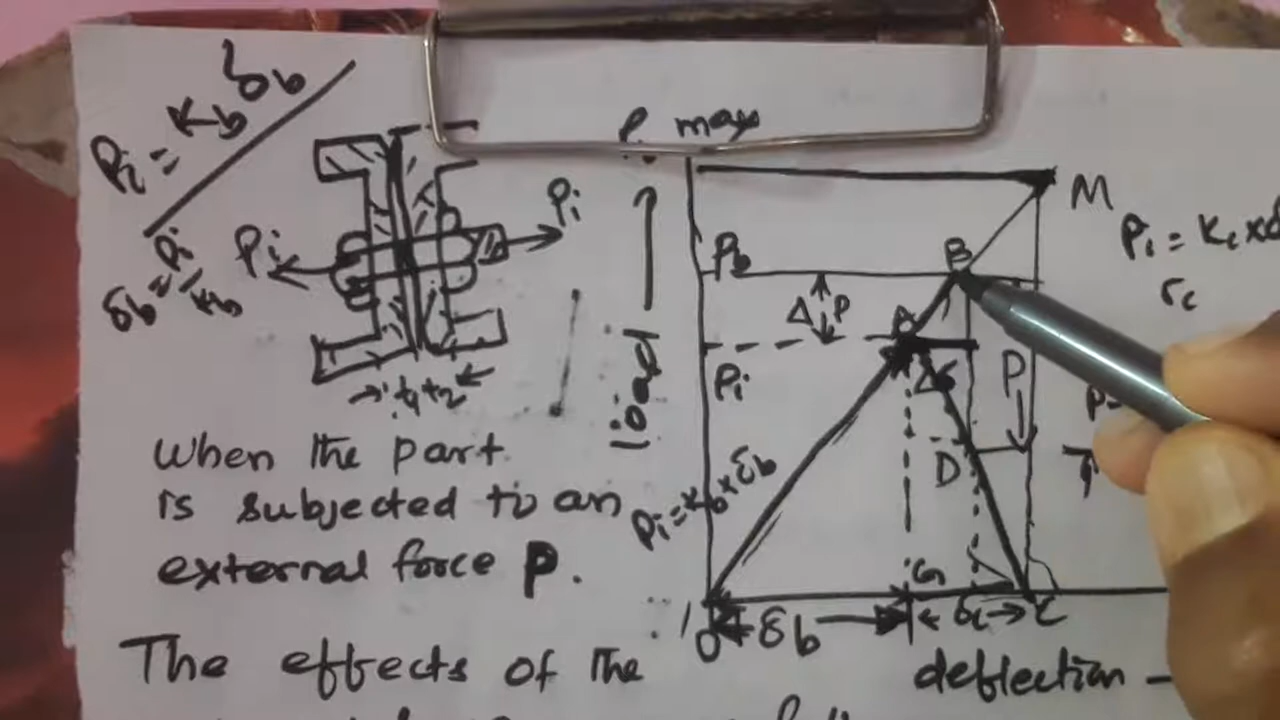 Pi = Kb δb
δb = Pi/Kb
Pi
Pi
t1 + t2
When the part
is subjected to an
external force P.
The effects of the
P max
load
M
Pb
B
ΔP
A
Pi
Δδ
P
D
Pi = Kb × δb
G
O
δb
δc
C
deflection
Pi = Kc ×